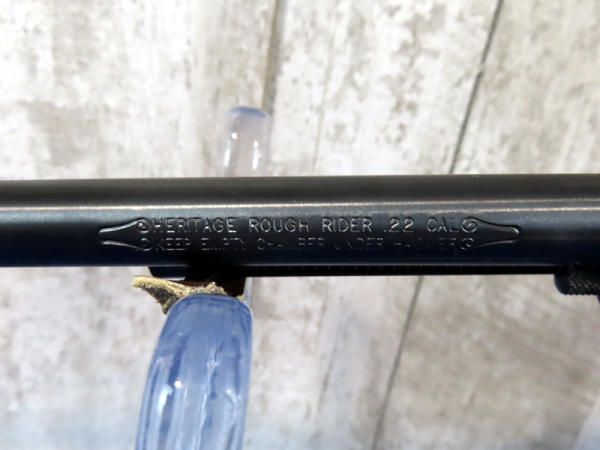 HERITAGE ROUGH RIDER .22 CAL
KEEP EMPTY CHAMBER UNDER HAMMER